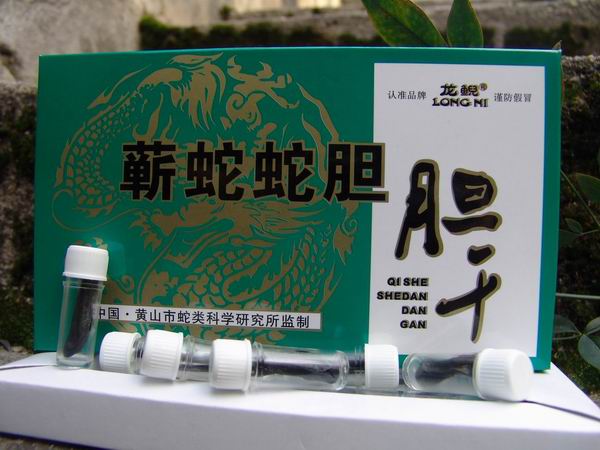 认准品牌 龙鲵® 谨防假冒
LONG NI
蕲蛇蛇胆
胆干
QI SHE
SHEDAN
DAN
GAN
中国·黄山市蛇类科学研究所监制